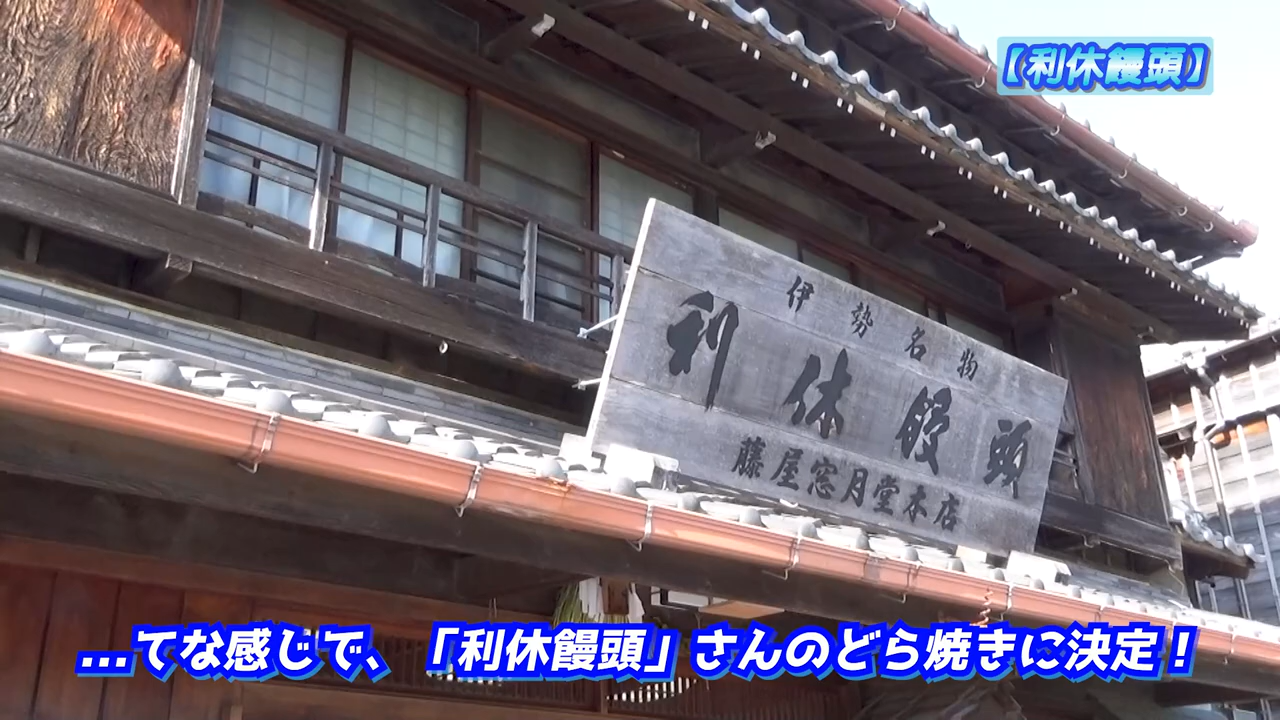 【利休饅頭】
伊勢名物
利休饅頭
藤屋窓月堂本店
...てな感じで、「利休饅頭」さんのどら焼きに決定！